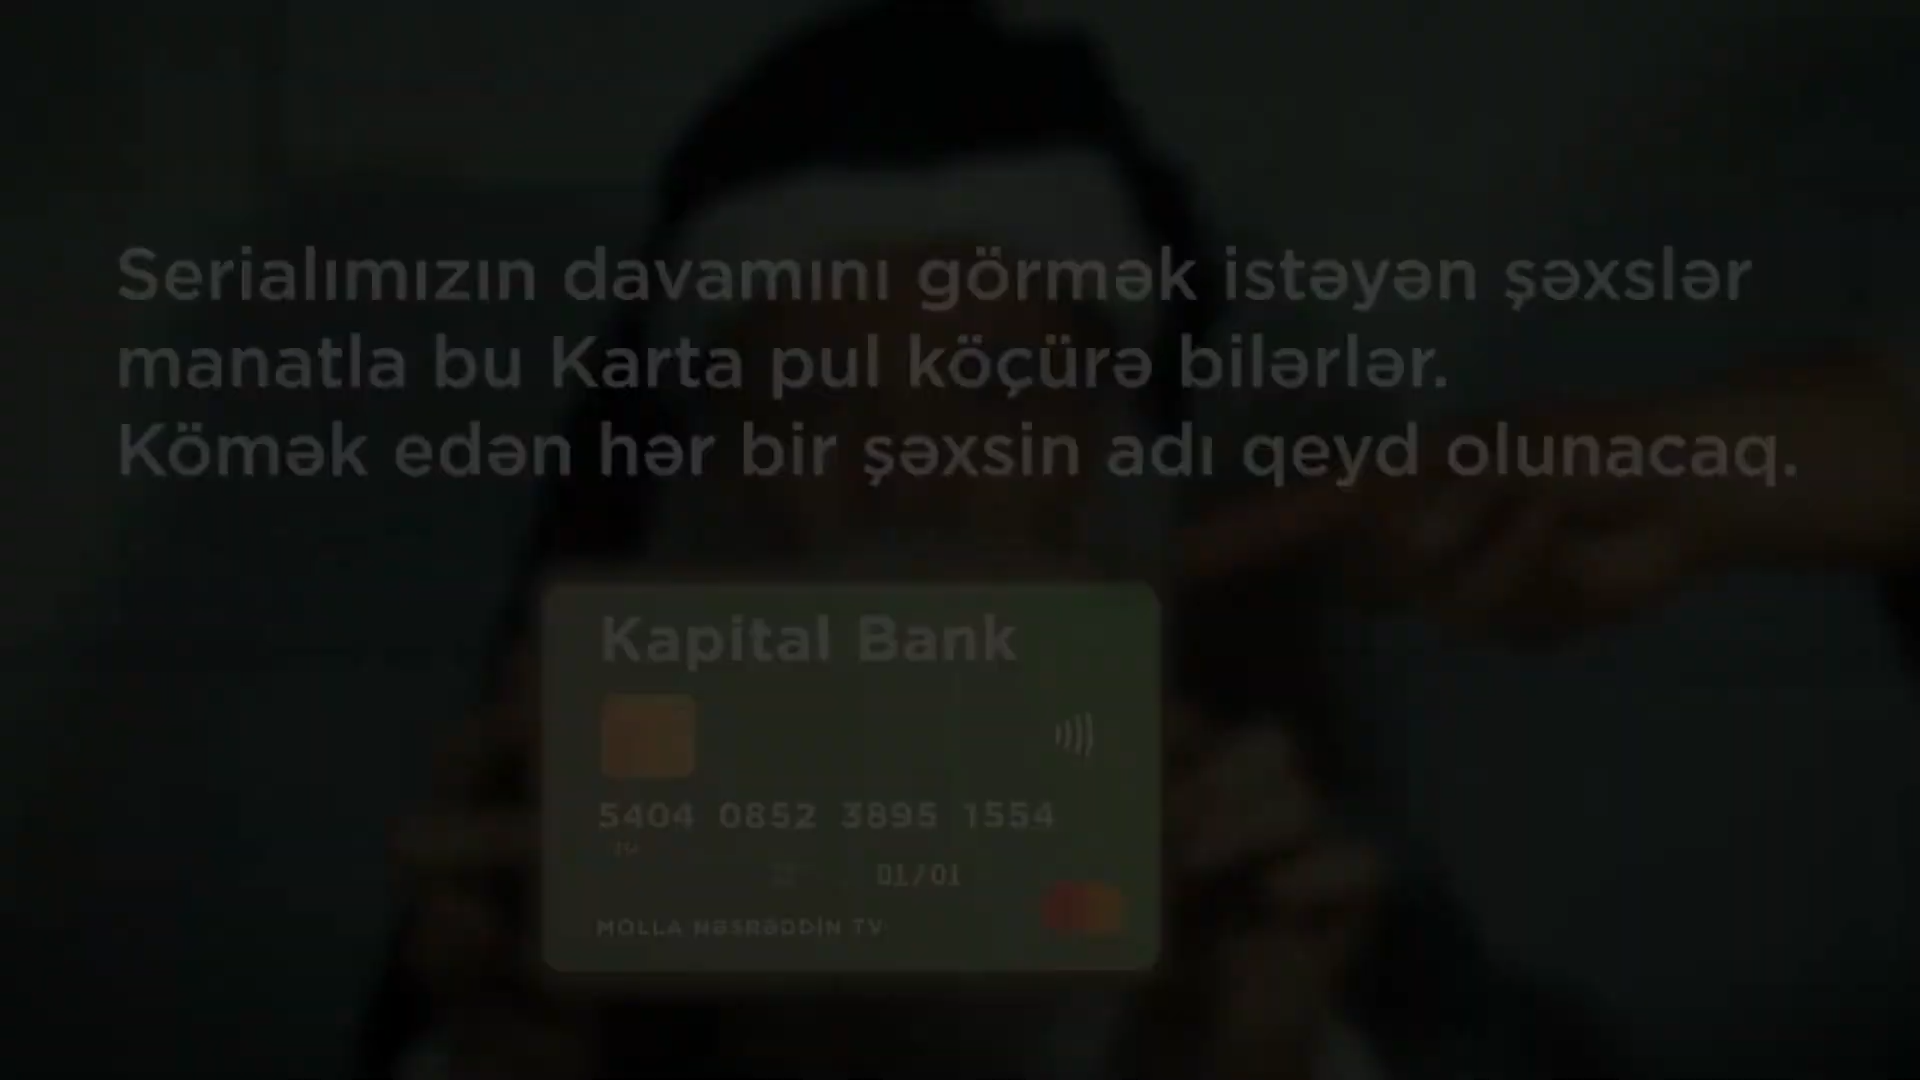 Serialımızın davamını görmək istəyən şəxslər
manatla bu Karta pul köçürə bilərlər.
Kömək edən hər bir şəxsin adı qeyd olunacaq.
Kapital Bank
5404 0852 3895 1554
01/01
MOLLA NƏSRƏDDİN TV